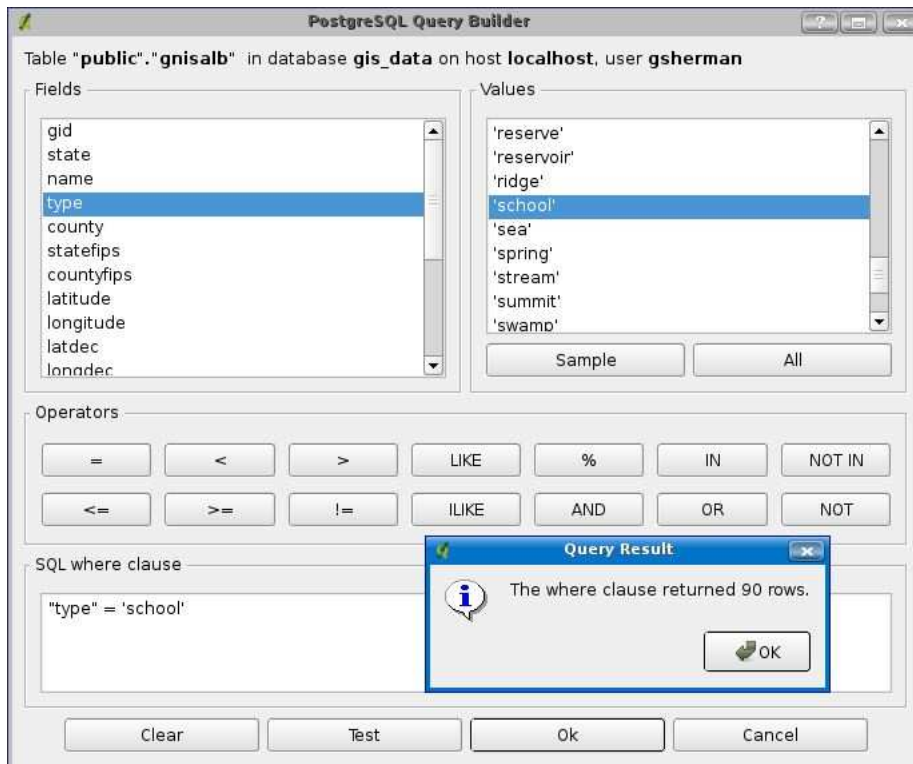 PostgreSQL Query Builder
Table "public"."gnisalb" in database gis_data on host localhost, user gsherman
Fields
gid
state
name
type
county
statefips
countyfips
latitude
longitude
latdec
longdec
Values
'reserve'
'reservoir'
'ridge'
'school'
'sea'
'spring'
'stream'
'summit'
'swamp'
Sample
All
Operators
= < > LIKE % IN NOT IN
<= >= != ILIKE AND OR NOT
SQL where clause
"type" = 'school'
Query Result
The where clause returned 90 rows.
OK
Clear Test Ok Cancel